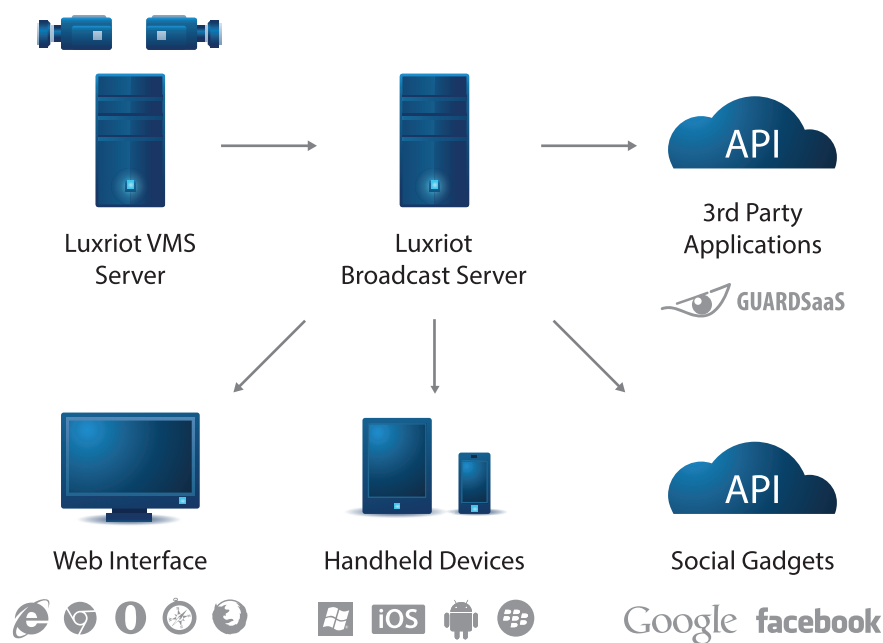 API
Luxriot VMS
Server
Luxriot
Broadcast Server
3rd Party
Applications
GUARDSaaS
API
Web Interface
Handheld Devices
Social Gadgets
iOS
Google
facebook